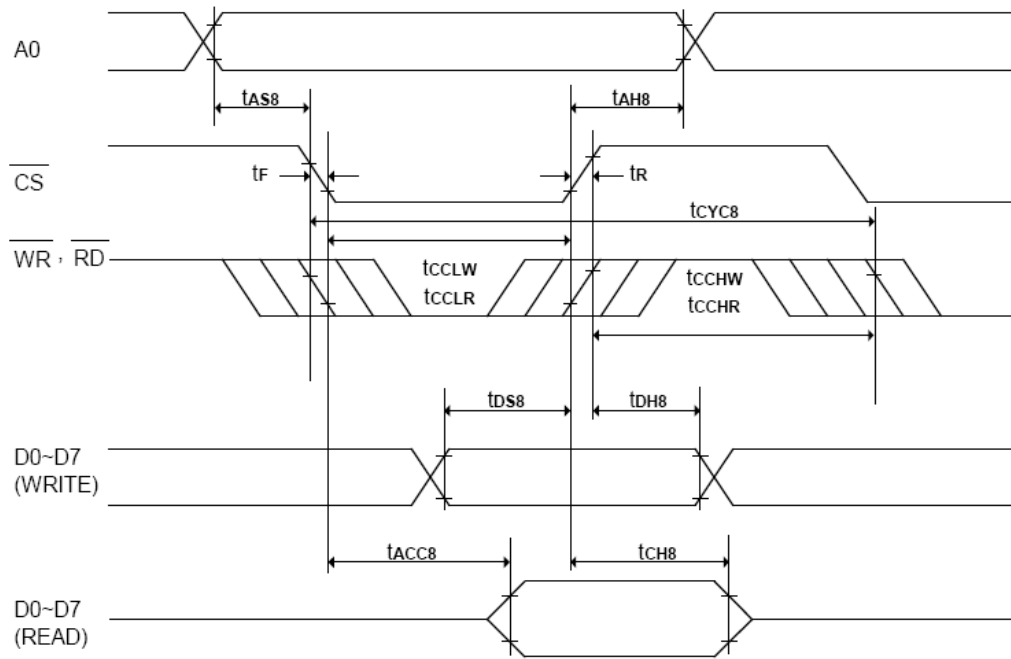 A0
tAS8
tAH8
CS
tF
tR
tCYC8
WR , RD
tCCLW
tCCHW
tCCLR
tCCHR
tDS8
tDH8
D0~D7
(WRITE)
tACC8
tCH8
D0~D7
(READ)